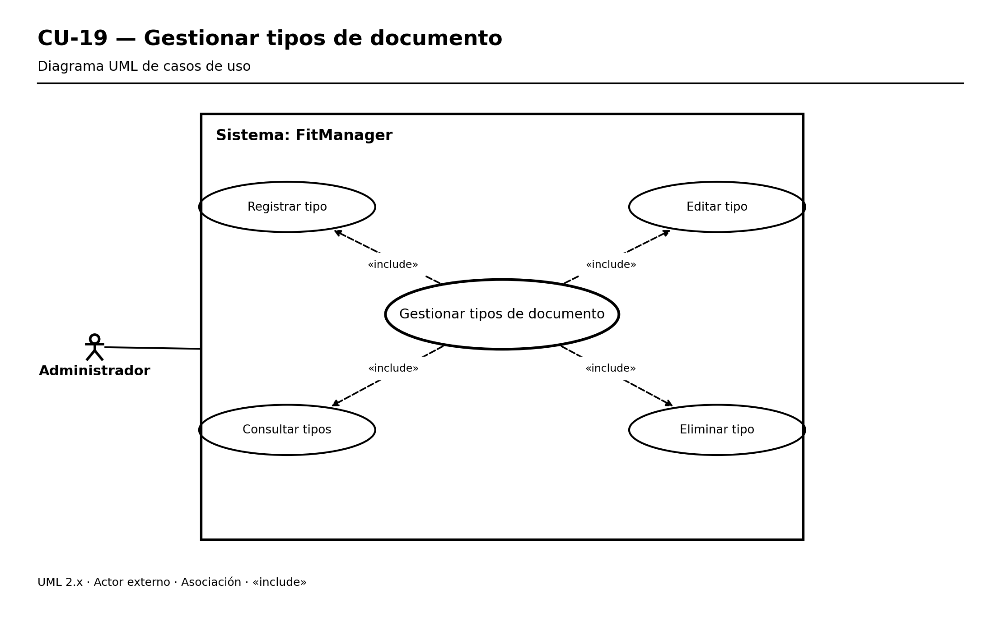 CU-19 — Gestionar tipos de documento
Diagrama UML de casos de uso
Sistema: FitManager
Registrar tipo
Editar tipo
«include»
«include»
Gestionar tipos de documento
Administrador
«include»
«include»
Consultar tipos
Eliminar tipo
UML 2.x · Actor externo · Asociación · «include»